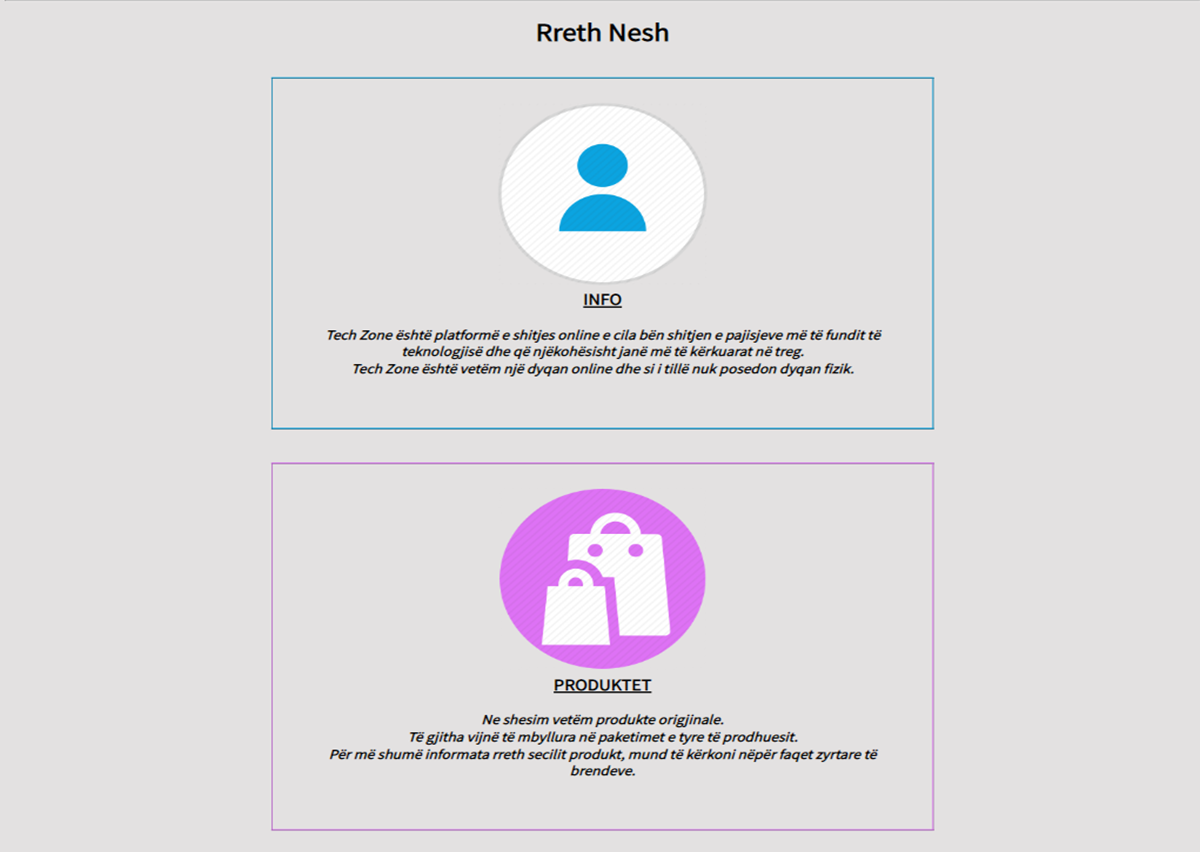 Rreth Nesh
INFO
Tech Zone është platformë e shitjes online e cila bën shitjen e pajisjeve më të fundit të
teknologjisë dhe që njëkohësisht janë më të kërkuarat në treg.
Tech Zone është vetëm një dyqan online dhe si i tillë nuk posedon dyqan fizik.
PRODUKTET
Ne shesim vetëm produkte origjinale.
Të gjitha vijnë të mbyllura në paketimet e tyre të prodhuesit.
Për më shumë informata rreth secilit produkt, mund të kërkoni nëpër faqet zyrtare të
brendeve.